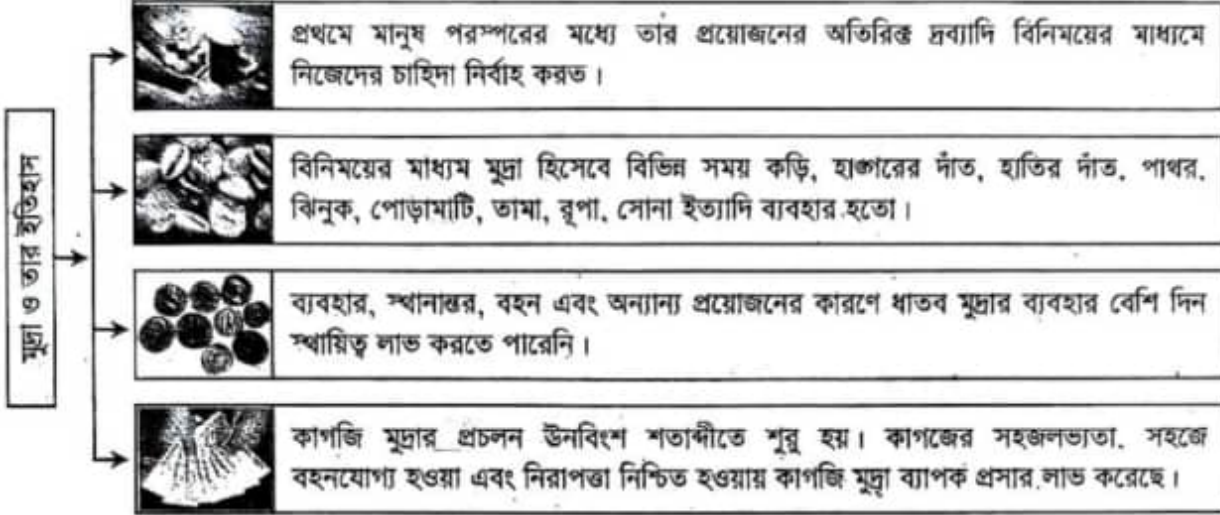 মুদ্রা ও তার ইতিহাস
প্রথমে মানুষ পরস্পরের মধ্যে তার প্রয়োজনের অতিরিক্ত দ্রব্যাদি বিনিময়ের মাধ্যমে
নিজেদের চাহিদা নির্বাহ করত।
বিনিময়ের মাধ্যম মুদ্রা হিসেবে বিভিন্ন সময় কড়ি, হাঙ্গরের দাঁত, হাতির দাঁত, পাথর,
ঝিনুক, পোড়ামাটি, তামা, রূপা, সোনা ইত্যাদি ব্যবহার হতো।
ব্যবহার, স্থানান্তর, বহন এবং অন্যান্য প্রয়োজনের কারণে ধাতব মুদ্রার ব্যবহার বেশি দিন
স্থায়িত্ব লাভ করতে পারেনি।
কাগজি মুদ্রার প্রচলন ঊনবিংশ শতাব্দীতে শুরু হয়। কাগজের সহজলভ্যতা, সহজে
বহনযোগ্য হওয়া এবং নিরাপত্তা নিশ্চিত হওয়ায় কাগজি মুদ্রা ব্যাপক প্রসার লাভ করেছে।